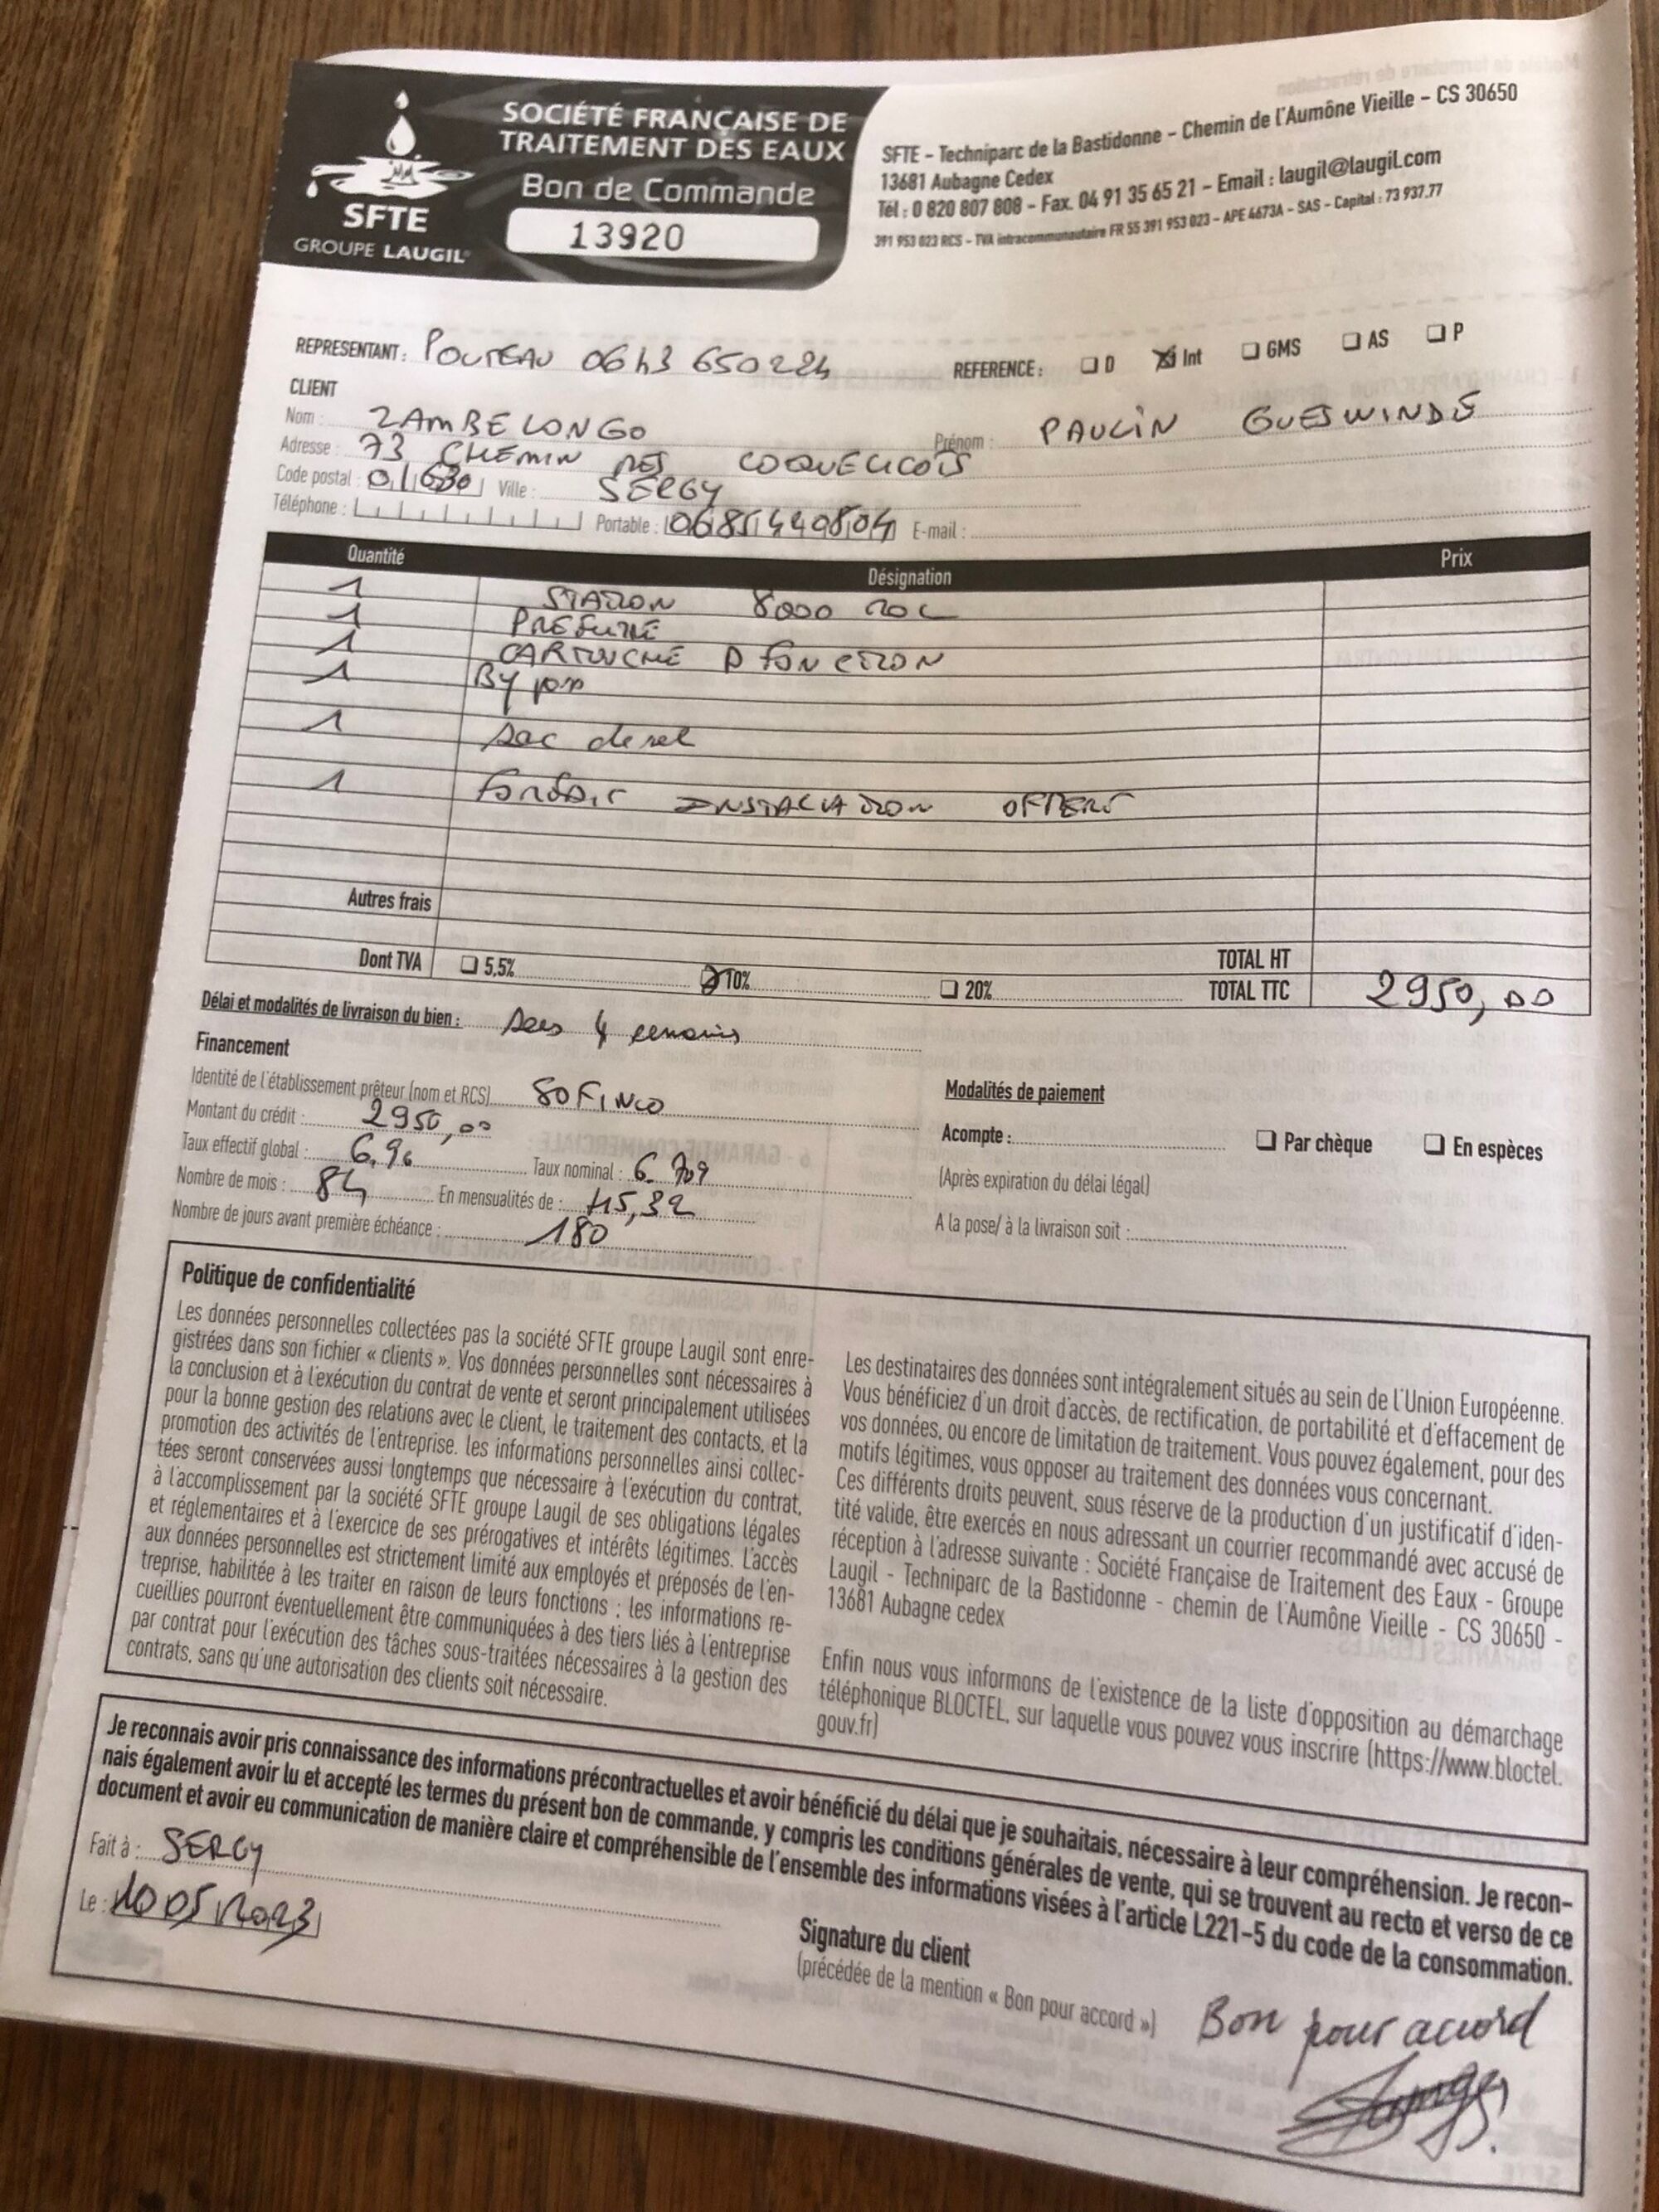 SOCIÉTÉ FRANÇAISE DE
TRAITEMENT DES EAUX
Bon de Commande
13920
SFTE
GROUPE LAUGIL
SFTE – Techniparc de la Bastidonne – Chemin de l'Aumône Vieille – CS 30650
13681 Aubagne Cedex
Tél : 0 820 807 808 – Fax. 04 91 35 65 21 – Email : laugil@laugil.com
391 953 023 RCS – TVA intracommunautaire FR 55 391 953 023 – APE 4673A – SAS – Capital : 73 937,77
REPRESENTANT : POUTEAU 0643 650224 REFERENCE : D Int GMS AS P
CLIENT
Nom : ZAMBELONGO Prénom : PAULIN GUESWINDE
Adresse : 73 CHEMIN DES COQUELICOTS
Code postal : 01630 Ville : SERGY
Téléphone : Portable : 0685440804 E-mail :
Quantité Désignation Prix
1 STATION 8000
1 PREFILTRE
1 CARTOUCHE D FONCTION
1 By pass
1 sac de sel
1 Forfait INSTALLATION OFFERT
Autres frais
TOTAL HT
Dont TVA 5,5% 10% 20% TOTAL TTC 2950,00
Délai et modalités de livraison du bien : 4
Financement
Identité de l'établissement prêteur (nom et RCS) SOFINCO
Montant du crédit : 2950,00
Taux effectif global : 6.96 Taux nominal : 6.709
Nombre de mois : 84 En mensualités de : 45,32
Nombre de jours avant première échéance : 180
Modalités de paiement
Acompte : Par chèque En espèces
(Après expiration du délai légal)
A la pose/ à la livraison soit :
Politique de confidentialité
Les données personnelles collectées pas la société SFTE groupe Laugil sont enre-
gistrées dans son fichier « clients ». Vos données personnelles sont nécessaires à
la conclusion et à l'exécution du contrat de vente et seront principalement utilisées
pour la bonne gestion des relations avec le client, le traitement des contacts, et la
promotion des activités de l'entreprise. les informations personnelles ainsi collec-
tées seront conservées aussi longtemps que nécessaire à l'exécution du contrat,
à l'accomplissement par la société SFTE groupe Laugil de ses obligations légales
et réglementaires et à l'exercice de ses prérogatives et intérêts légitimes. L'accès
aux données personnelles est strictement limité aux employés et préposés de l'en-
treprise, habilitée à les traiter en raison de leurs fonctions ; les informations re-
cueillies pourront éventuellement être communiquées à des tiers liés à l'entreprise
par contrat pour l'exécution des tâches sous-traitées nécessaires à la gestion des
contrats, sans qu'une autorisation des clients soit nécessaire.
Les destinataires des données sont intégralement situés au sein de l'Union Européenne.
Vous bénéficiez d'un droit d'accès, de rectification, de portabilité et d'effacement de
vos données, ou encore de limitation de traitement. Vous pouvez également, pour des
motifs légitimes, vous opposer au traitement des données vous concernant.
Ces différents droits peuvent, sous réserve de la production d'un justificatif d'iden-
tité valide, être exercés en nous adressant un courrier recommandé avec accusé de
réception à l'adresse suivante : Société Française de Traitement des Eaux - Groupe
Laugil - Techniparc de la Bastidonne - chemin de l'Aumône Vieille - CS 30650 -
13681 Aubagne cedex
Enfin nous vous informons de l'existence de la liste d'opposition au démarchage
téléphonique BLOCTEL, sur laquelle vous pouvez vous inscrire (https://www.bloctel.
gouv.fr)
Je reconnais avoir pris connaissance des informations précontractuelles et avoir bénéficié du délai que je souhaitais, nécessaire à leur compréhension. Je recon-
nais également avoir lu et accepté les termes du présent bon de commande, y compris les conditions générales de vente, qui se trouvent au recto et verso de ce
document et avoir eu communication de manière claire et compréhensible de l'ensemble des informations visées à l'article L221-5 du code de la consommation.
Fait à : SERGY
Le : 10052023
Signature du client
(précédée de la mention « Bon pour accord »)
Bon pour accord